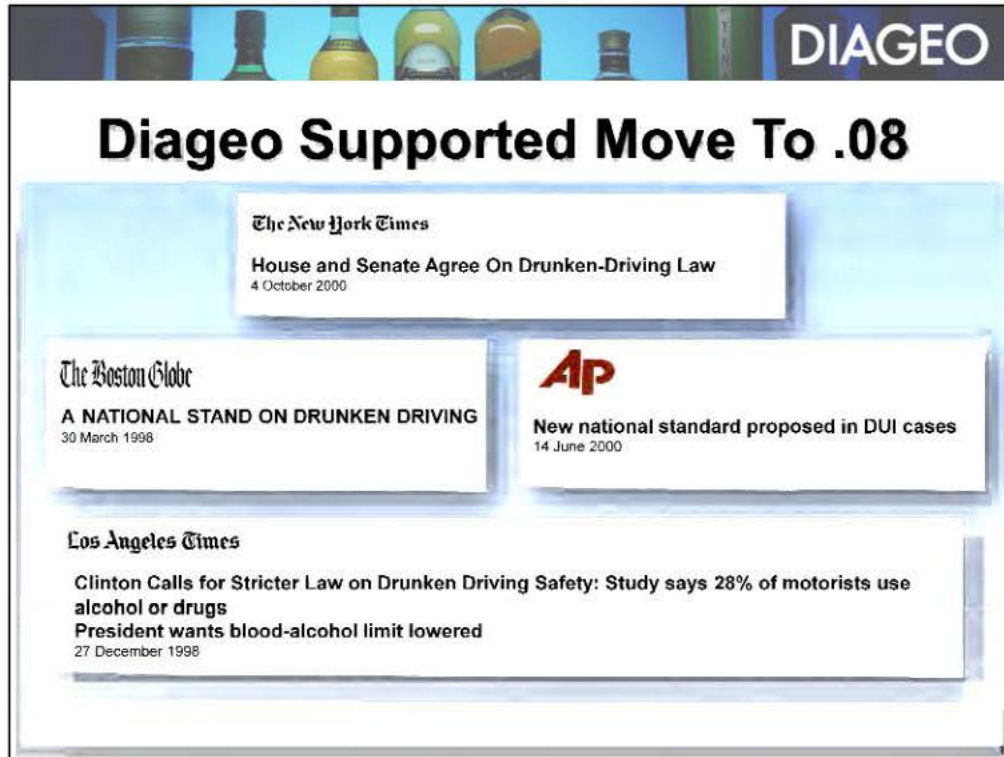 DIAGEO
Diageo Supported Move To .08
The New York Times
House and Senate Agree On Drunken-Driving Law
4 October 2000
The Boston Globe
A NATIONAL STAND ON DRUNKEN DRIVING
30 March 1998
AP
New national standard proposed in DUI cases
14 June 2000
Los Angeles Times
Clinton Calls for Stricter Law on Drunken Driving Safety: Study says 28% of motorists use
alcohol or drugs
President wants blood-alcohol limit lowered
27 December 1998